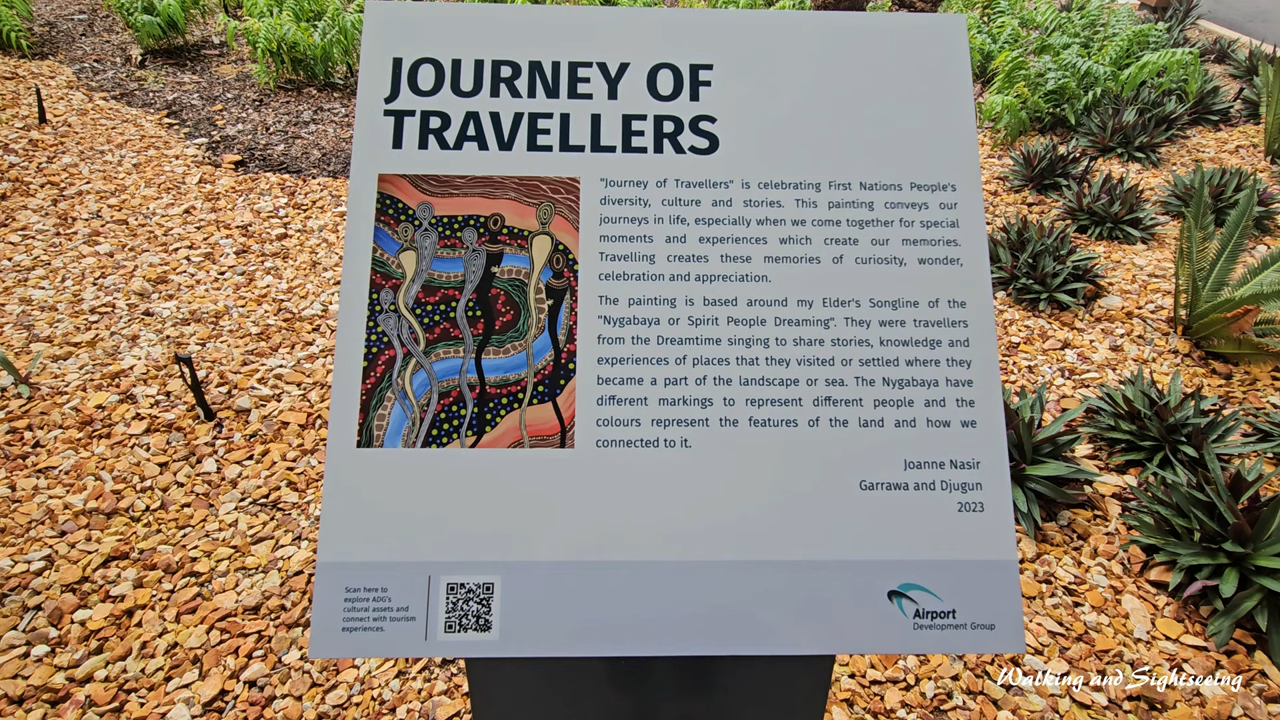 JOURNEY OF
TRAVELLERS
"Journey of Travellers" is celebrating First Nations People's
diversity, culture and stories. This painting conveys our
journeys in life, especially when we come together for special
moments and experiences which create our memories.
Travelling creates these memories of curiosity, wonder,
celebration and appreciation.
The painting is based around my Elder's Songline of the
"Nygabaya or Spirit People Dreaming". They were travellers
from the Dreamtime singing to share stories, knowledge and
experiences of places that they visited or settled where they
became a part of the landscape or sea. The Nygabaya have
different markings to represent different people and the
colours represent the features of the land and how we
connected to it.
Joanne Nasir
Garrawa and Djugun
2023
Scan here to
explore ADG's
cultural assets and
connect with tourism
experiences.
Airport
Development Group
Walking and Sightseeing